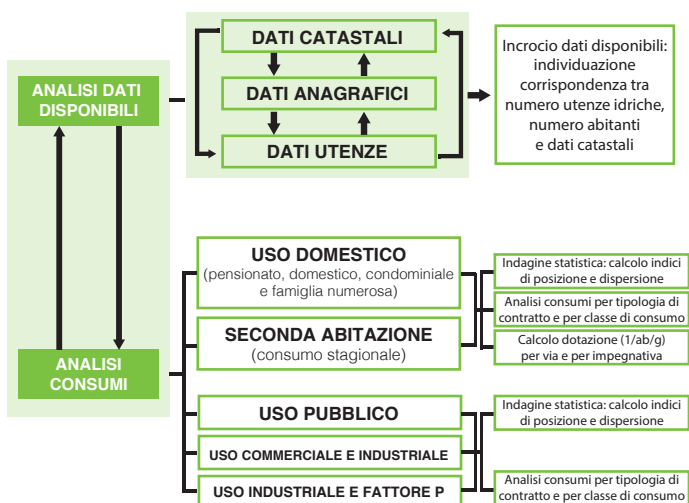 ANALISI DATI
DISPONIBILI
DATI CATASTALI
DATI ANAGRAFICI
DATI UTENZE
Incrocio dati disponibili:
individuazione
corrispondenza tra
numero utenze idriche,
numero abitanti
e dati catastali
ANALISI
CONSUMI
USO DOMESTICO
(pensionato, domestico, condominiale
e famiglia numerosa)
SECONDA ABITAZIONE
(consumo stagionale)
Indagine statistica: calcolo indici
di posizione e dispersione
Analisi consumi per tipologia di
contratto e per classe di consumo
Calcolo dotazione (1/ab/g)
per via e per impegnativa
USO PUBBLICO
USO COMMERCIALE E INDUSTRIALE
USO INDUSTRIALE E FATTORE P
Indagine statistica: calcolo indici
di posizione e dispersione
Analisi consumi per tipologia di
contratto e per classe di consumo